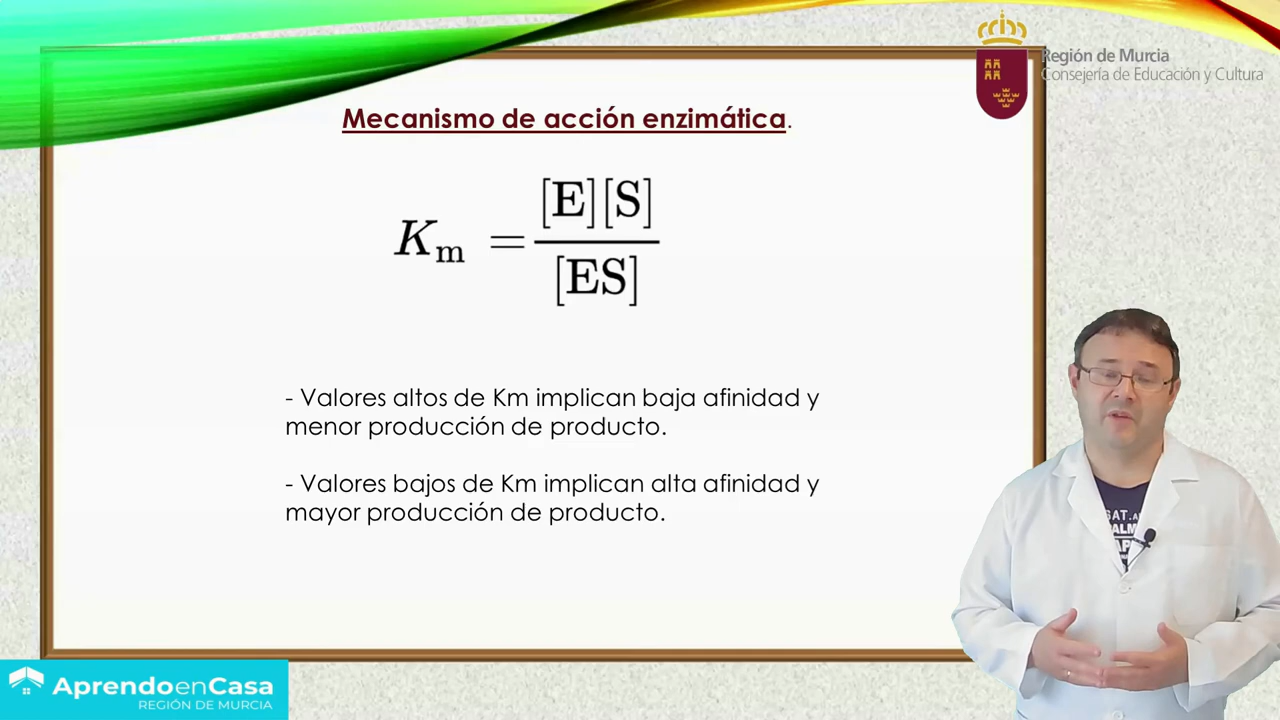 Región de Murcia
Consejería de Educación y Cultura
Mecanismo de acción enzimática.
Km = [E][S] / [ES]
- Valores altos de Km implican baja afinidad y
menor producción de producto.
- Valores bajos de Km implican alta afinidad y
mayor producción de producto.
AprendoenCasa
REGIÓN DE MURCIA